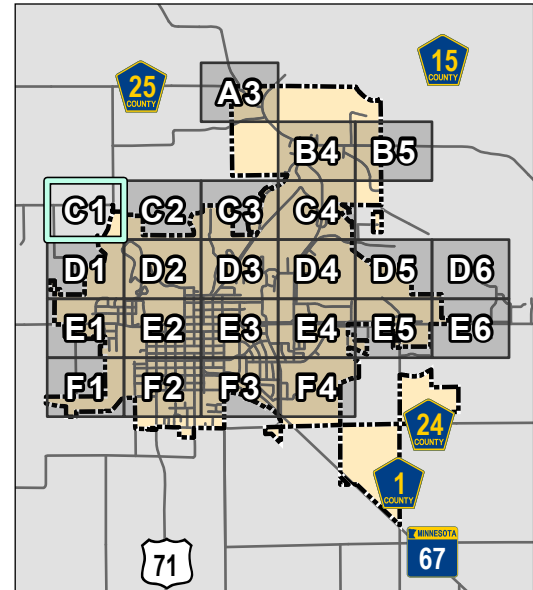 15
COUNTY
25
COUNTY
A3
B4 B5
C1 C2 C3 C4
D1 D2 D3 D4 D5 D6
E1 E2 E3 E4 E5 E6
F1 F2 F3 F4
24
COUNTY
1
COUNTY
MINNESOTA
67
71